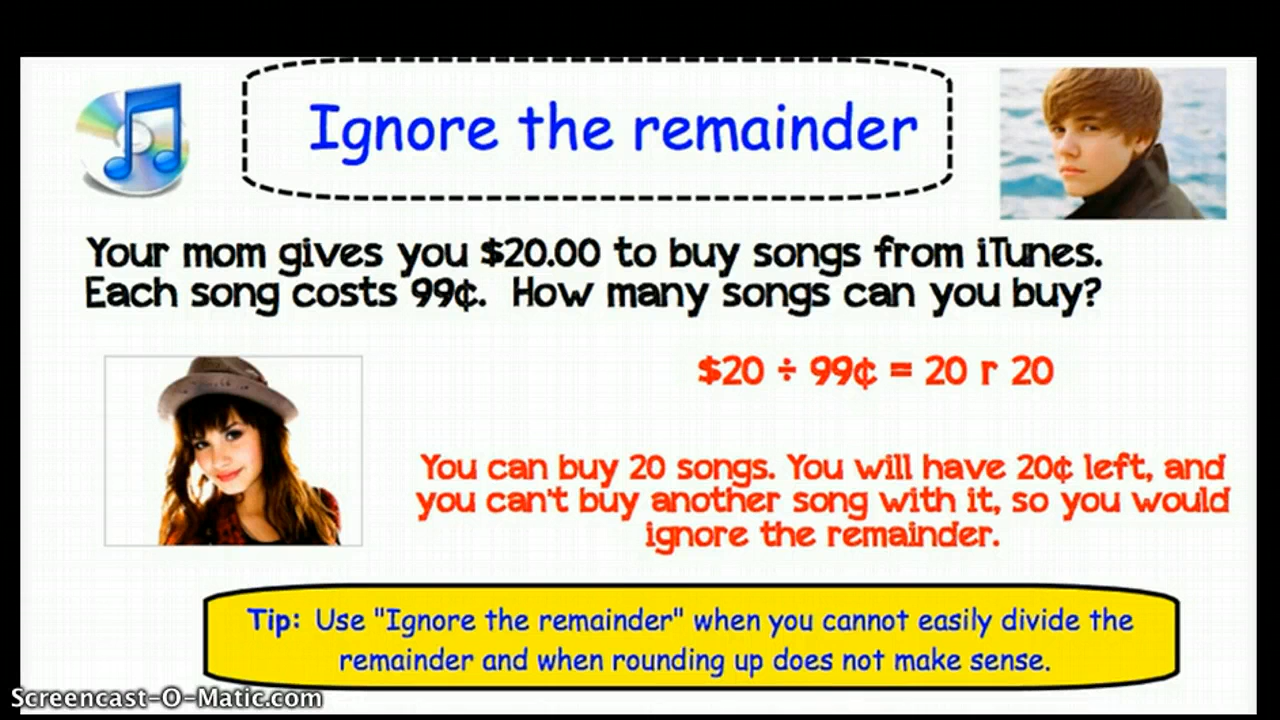 Ignore the remainder
Your mom gives you $20.00 to buy songs from iTunes.
Each song costs 99¢. How many songs can you buy?
$20 ÷ 99¢ = 20 r 20
You can buy 20 songs. You will have 20¢ left, and
you can't buy another song with it, so you would
ignore the remainder.
Tip: Use "Ignore the remainder" when you cannot easily divide the
remainder and when rounding up does not make sense.
Screencast-O-Matic.com